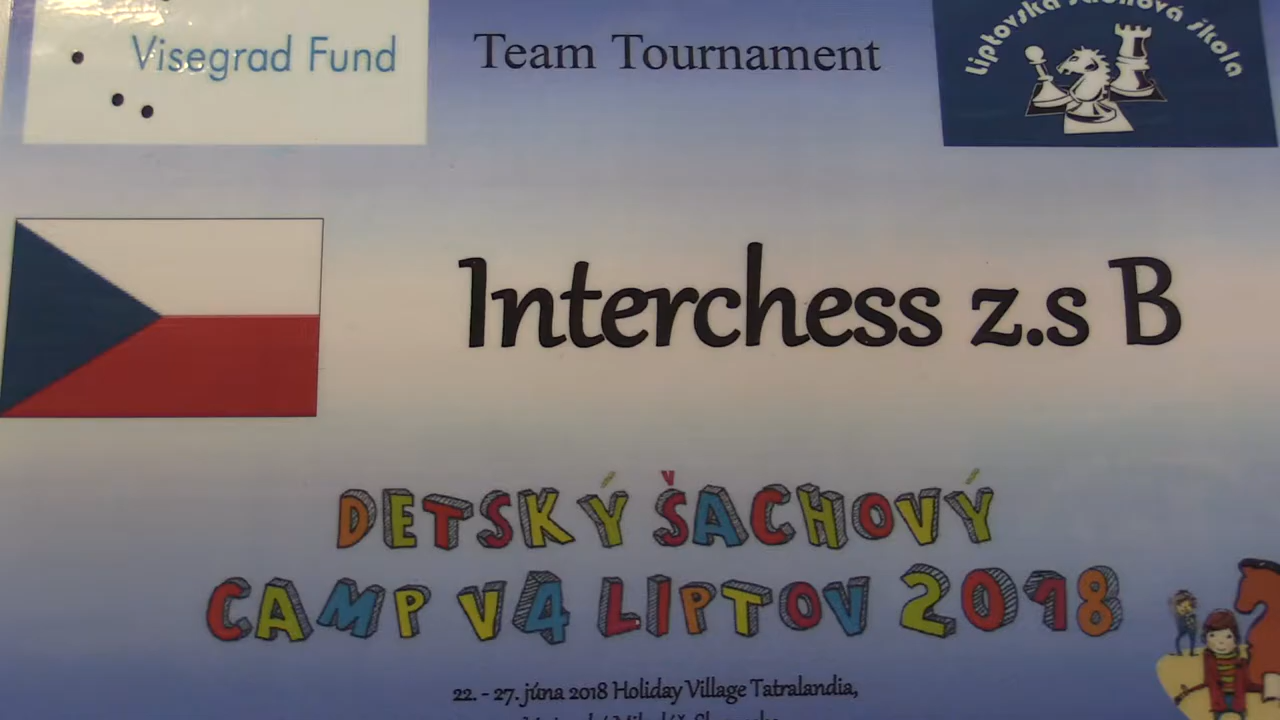 Visegrad Fund
Team Tournament
Liptovská šachová škola
Interchess z.s B
DETSKÝ ŠACHOVÝ
CAMP V4 LIPTOV 2018
22. - 27. júna 2018 Holiday Village Tatralandia,